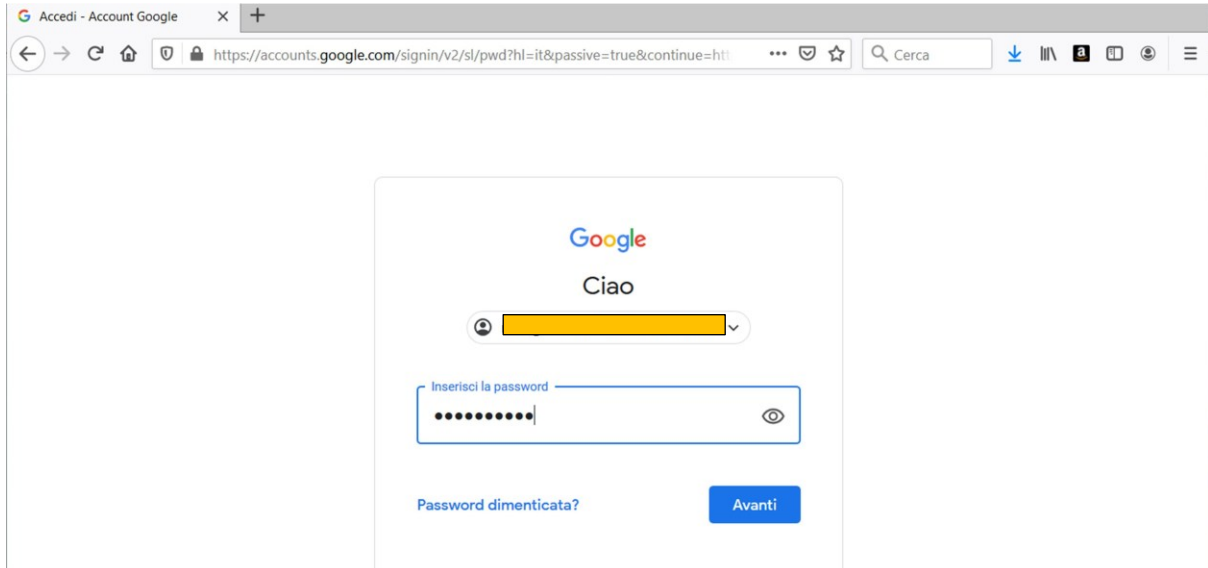 Accedi - Account Google
https://accounts.google.com/signin/v2/sl/pwd?hl=it&passive=true&continue=htt
Cerca
Google
Ciao
Inserisci la password
••••••••••
Password dimenticata?
Avanti